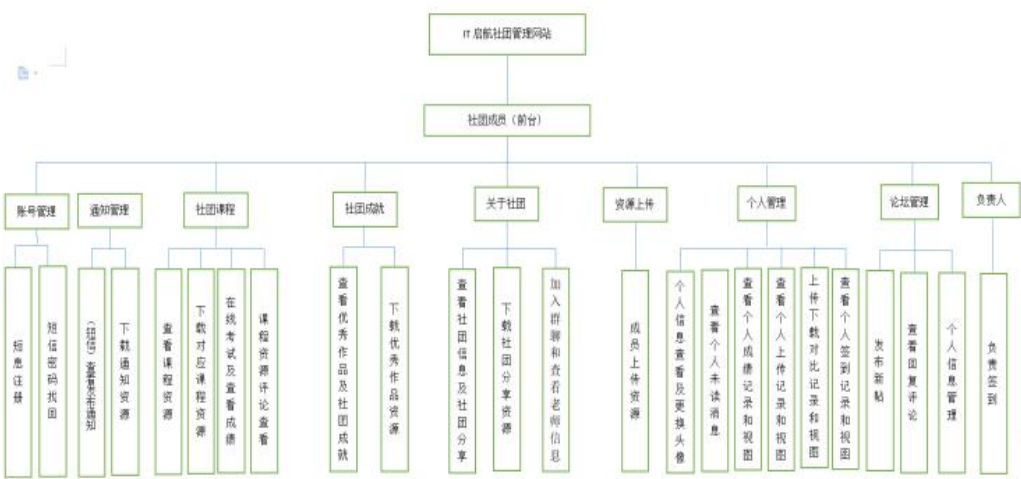 IT 启航社团管理网站
社团成员（前台）
账号管理
通知管理
社团课程
社团成就
关于社团
资源上传
个人管理
论坛管理
负责人
短息注册
短信密码找回
（短信）查看发布通知
下载通知资源
查看课程资源
下载对应课程资源
在线考试及查看成绩
课程资源评论查看
查看优秀作品及社团成就
下载优秀作品资源
查看社团信息及社团分享
下载社团分享资源
加入群聊和查看老师信息
成员上传资源
个人信息查看及更换头像
查看个人未读消息
查看个人成绩记录和视图
查看个人上传记录和视图
上传下载对比记录和视图
查看个人签到记录和视图
发布新帖
查看回复评论
个人信息管理
负责签到